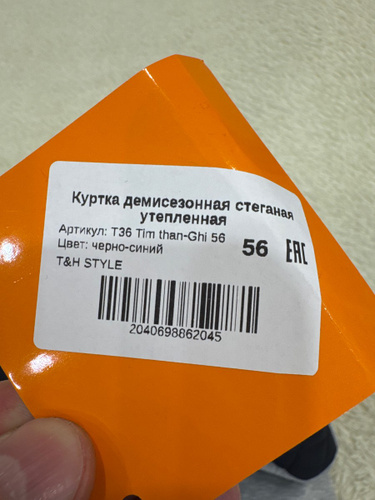 Куртка демисезонная стеганая
утепленная
Артикул: T36 Tim than-Ghi 56
Цвет: черно-синий
56 EAC
T&H STYLE
2040698862045